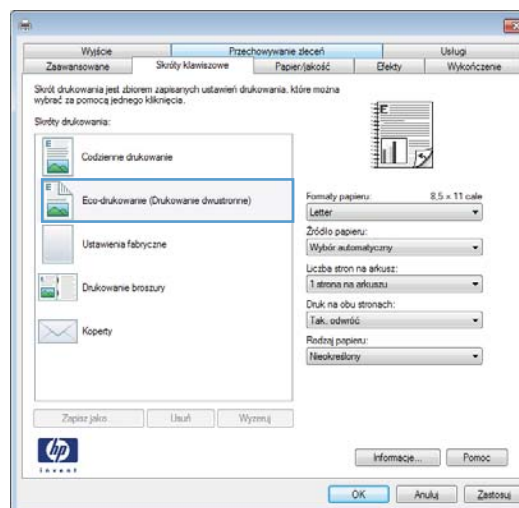 Wyjście Przechowywanie zleceń Usługi
Zaawansowane Skróty klawiszowe Papier/jakość Efekty Wykończenie
Skrót drukowania jest zbiorem zapisanych ustawień drukowania, które można
wybrać za pomocą jednego kliknięcia.
Skróty drukowania:
E
Codzienne drukowanie
E
Eco-drukowanie (Drukowanie dwustronne)
Ustawienia fabryczne
E
Drukowanie broszury
Koperty
E
Formaty papieru: 8,5 × 11 cale
Letter
Źródło papieru:
Wybór automatyczny
Liczba stron na arkusz:
1 strona na arkuszu
Druk na obu stronach:
Tak, odwróć
Rodzaj papieru:
Nieokreślony
Zapisz jako Usuń Wyzeruj
hp
invent
Informacje... Pomoc
OK Anuluj Zastosuj